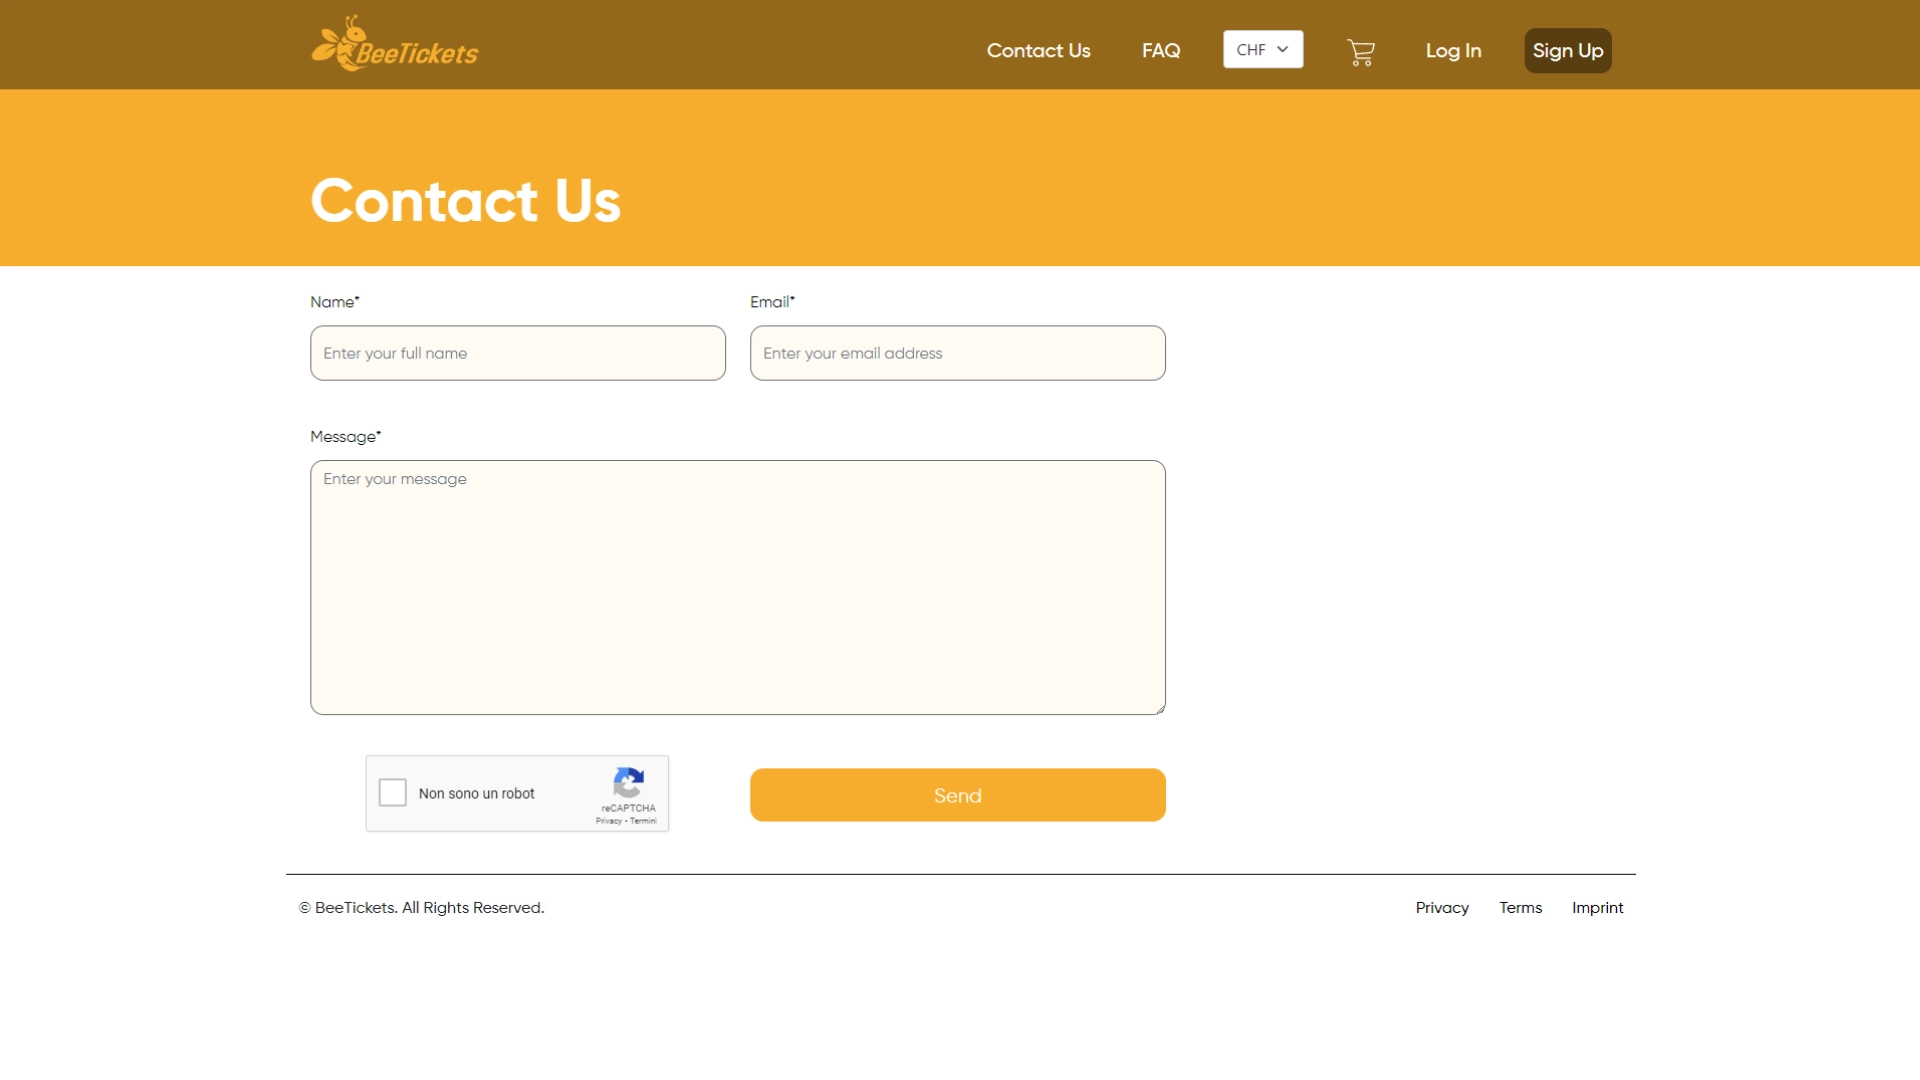 BeeTickets
Contact Us
FAQ
CHF
Log In
Sign Up
Contact Us
Name*
Email*
Enter your full name
Enter your email address
Message*
Enter your message
Non sono un robot
reCAPTCHA
Privacy - Termini
Send
© BeeTickets. All Rights Reserved.
Privacy
Terms
Imprint